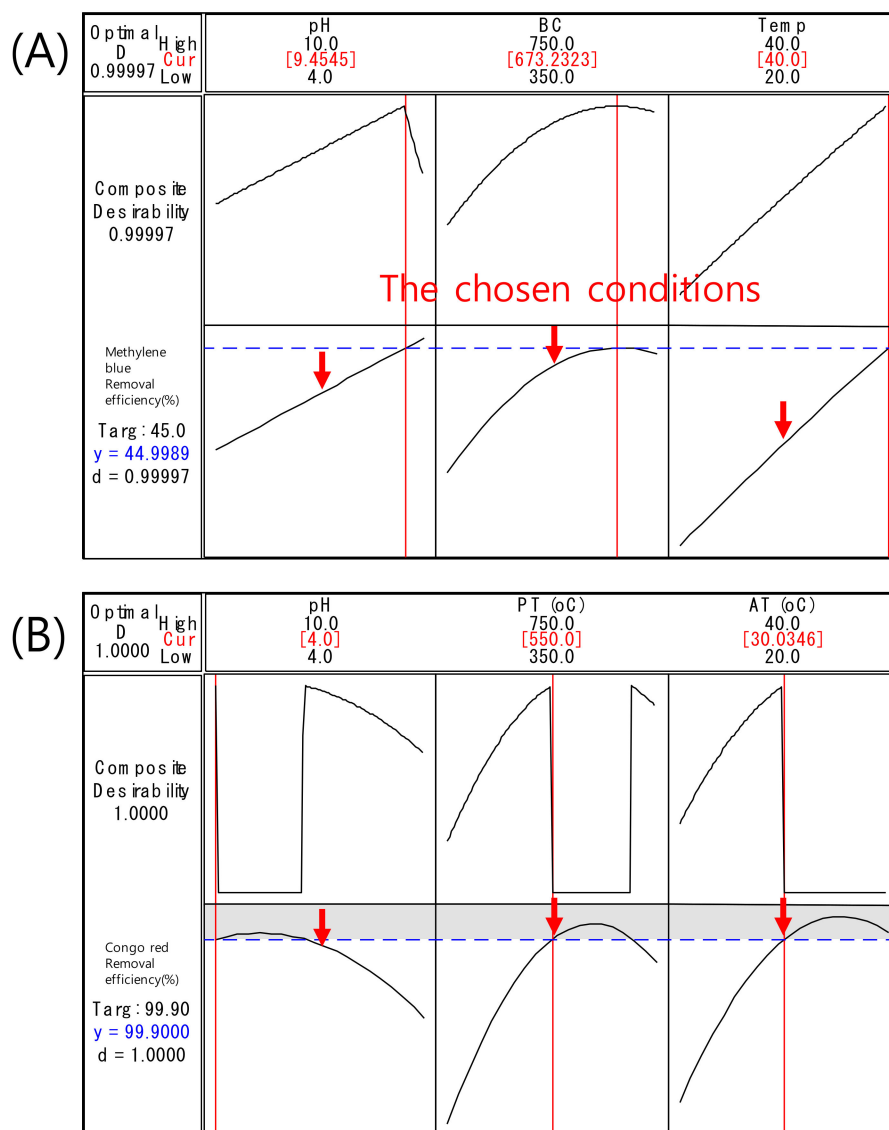 (A)
Optimal
D
0.99997
High
Cur
Low
pH
10.0
[9.4545]
4.0
BC
750.0
[673.2323]
350.0
Temp
40.0
[40.0]
20.0
Composite
Desirability
0.99997
The chosen conditions
Methylene
blue
Removal
efficiency(%)
Targ: 45.0
y = 44.9989
d = 0.99997
(B)
Optimal
D
1.0000
High
Cur
Low
pH
10.0
[4.0]
4.0
PT (oC)
750.0
[550.0]
350.0
AT (oC)
40.0
[30.0346]
20.0
Composite
Desirability
1.0000
Congo red
Removal
efficiency(%)
Targ: 99.90
y = 99.9000
d = 1.0000